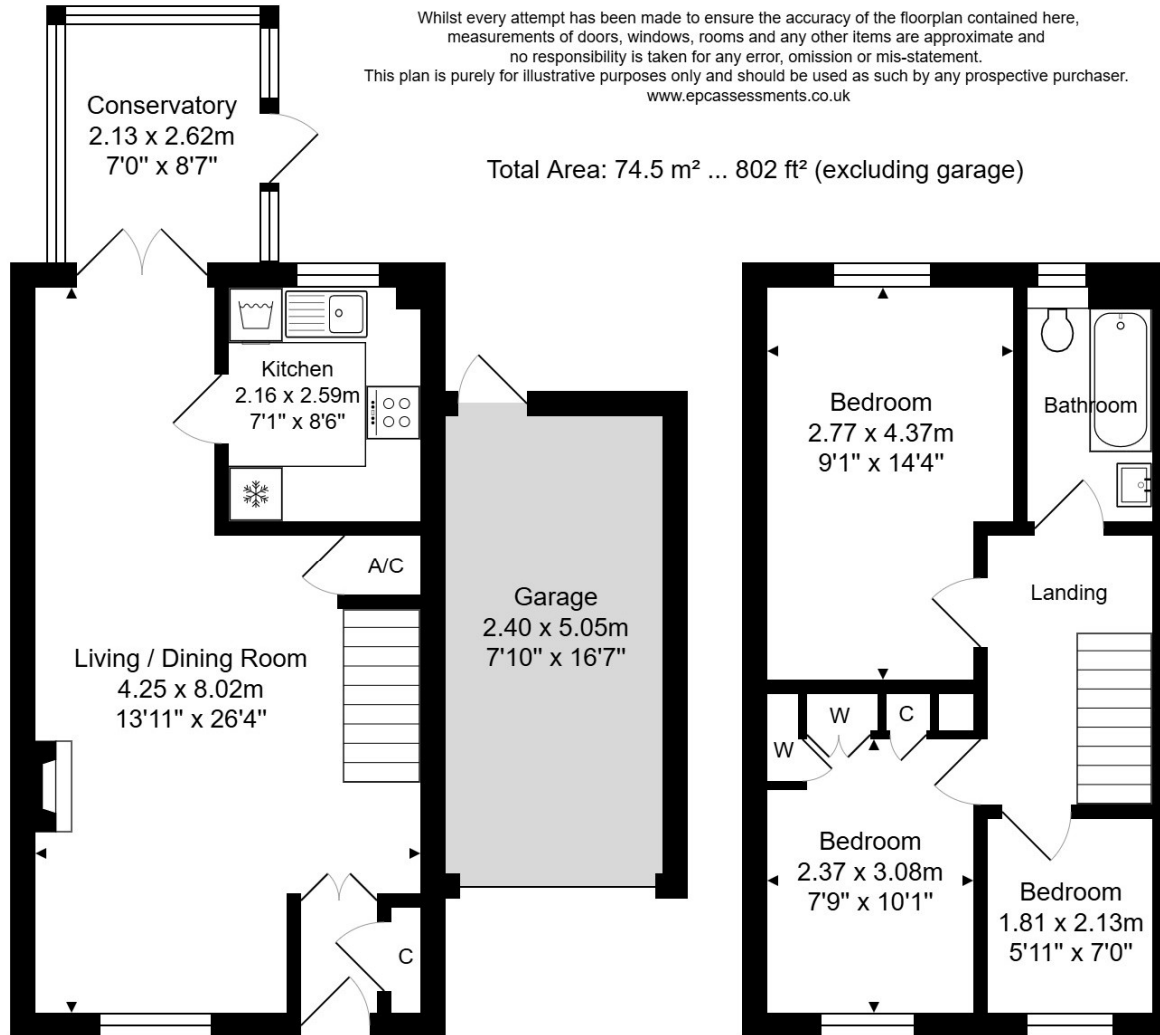 Whilst every attempt has been made to ensure the accuracy of the floorplan contained here,
measurements of doors, windows, rooms and any other items are approximate and
no responsibility is taken for any error, omission or mis-statement.
This plan is purely for illustrative purposes only and should be used as such by any prospective purchaser.
www.epcassessments.co.uk
Total Area: 74.5 m² ... 802 ft² (excluding garage)
Conservatory
2.13 x 2.62m
7'0" x 8'7"
Kitchen
2.16 x 2.59m
7'1" x 8'6"
A/C
Living / Dining Room
4.25 x 8.02m
13'11" x 26'4"
C
Garage
2.40 x 5.05m
7'10" x 16'7"
Bedroom
2.77 x 4.37m
9'1" x 14'4"
Bathroom
Landing
W
W
C
Bedroom
2.37 x 3.08m
7'9" x 10'1"
Bedroom
1.81 x 2.13m
5'11" x 7'0"